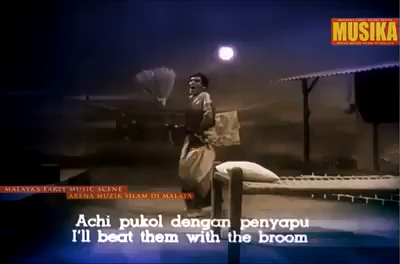 MUSIKA
MALAYA'S EARLY MUSIC SCENE
ARENA MUZIK SILAM DI MALAYA
Achi pukol dengan penyapu
I'll beat them with the broom